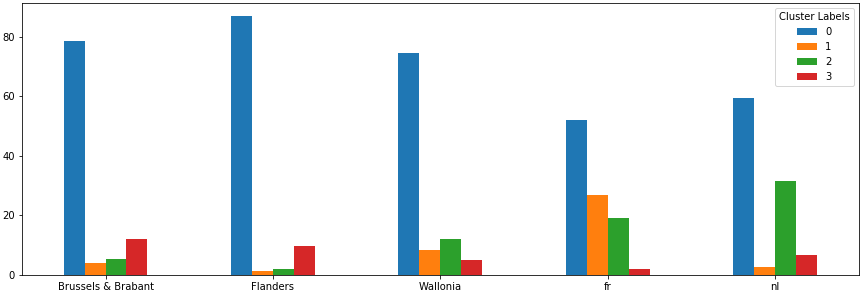 Cluster Labels
0
1
2
3
80
60
40
20
0
Brussels & Brabant
Flanders
Wallonia
fr
nl